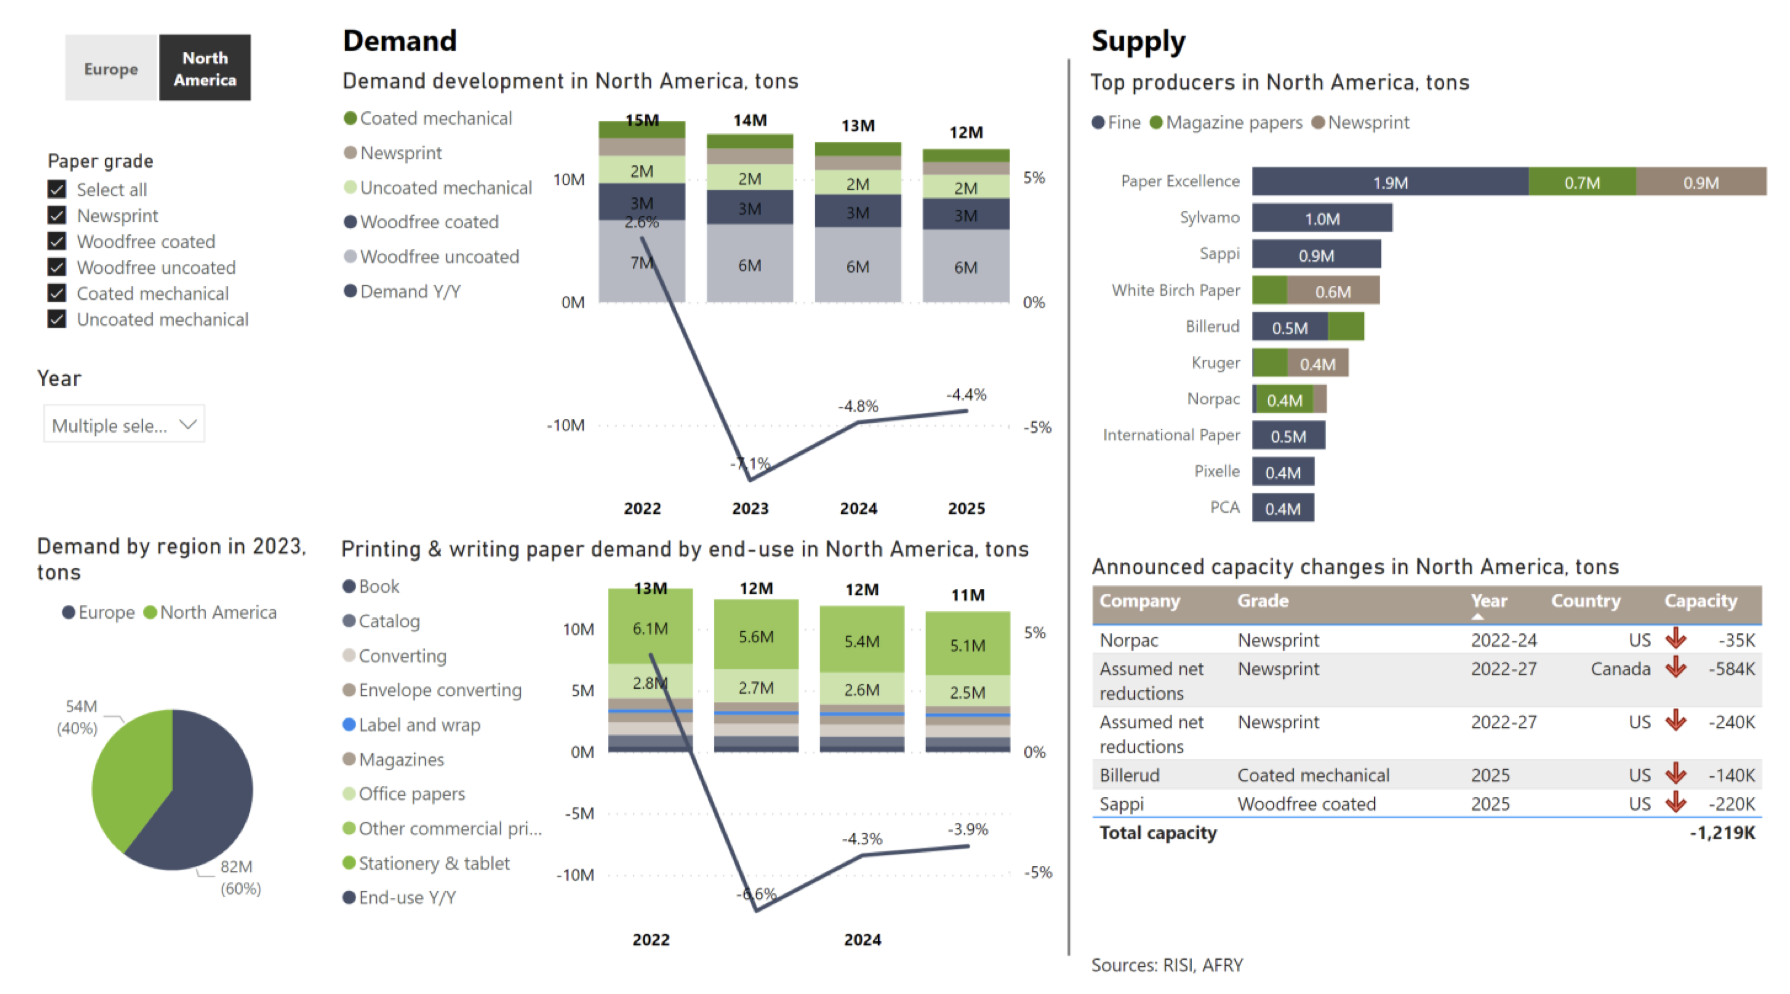 Europe
North
America
Paper grade
Select all
Newsprint
Woodfree coated
Woodfree uncoated
Coated mechanical
Uncoated mechanical
Year
Multiple sele...
Demand by region in 2023,
tons
Europe North America
54M
(40%)
82M
(60%)
Demand
Demand development in North America, tons
Coated mechanical
Newsprint
Uncoated mechanical
Woodfree coated
Woodfree uncoated
Demand Y/Y
15M 14M 13M 12M
10M 5%
2M 2M 2M 2M
3M 3M 3M 3M
2.6%
7M 6M 6M 6M
0M 0%
-4.8% -4.4%
-10M -5%
-7.1%
2022 2023 2024 2025
Printing & writing paper demand by end-use in North America, tons
Book
Catalog
Converting
Envelope converting
Label and wrap
Magazines
Office papers
Other commercial pri...
Stationery & tablet
End-use Y/Y
13M 12M 12M 11M
10M 6.1M 5.6M 5.4M 5.1M 5%
5M 2.8M 2.7M 2.6M 2.5M
0M 0%
-5M
-4.3% -3.9%
-10M -5%
-6.6%
2022 2024
Supply
Top producers in North America, tons
Fine Magazine papers Newsprint
Paper Excellence 1.9M 0.7M 0.9M
Sylvamo 1.0M
Sappi 0.9M
White Birch Paper 0.6M
Billerud 0.5M
Kruger 0.4M
Norpac 0.4M
International Paper 0.5M
Pixelle 0.4M
PCA 0.4M
Announced capacity changes in North America, tons
Company Grade Year Country Capacity
Norpac Newsprint 2022-24 US -35K
Assumed net Newsprint 2022-27 Canada -584K
reductions
Assumed net Newsprint 2022-27 US -240K
reductions
Billerud Coated mechanical 2025 US -140K
Sappi Woodfree coated 2025 US -220K
Total capacity -1,219K
Sources: RISI, AFRY